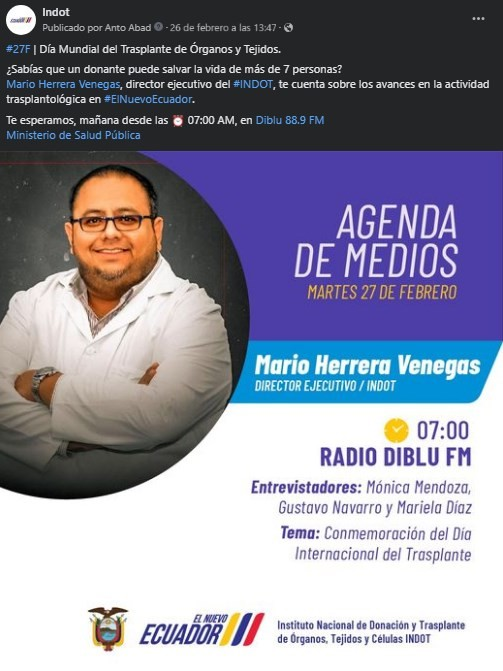 Indot
Publicado por Anto Abad · 26 de febrero a las 13:47 ·
#27F | Día Mundial del Trasplante de Órganos y Tejidos.
¿Sabías que un donante puede salvar la vida de más de 7 personas?
Mario Herrera Venegas, director ejecutivo del #INDOT, te cuenta sobre los avances en la actividad
trasplantológica en #ElNuevoEcuador.
Te esperamos, mañana desde las ⏰ 07:00 AM, en Diblu 88.9 FM
Ministerio de Salud Pública
AGENDA
DE MEDIOS
MARTES 27 DE FEBRERO
Mario Herrera Venegas
DIRECTOR EJECUTIVO / INDOT
07:00
RADIO DIBLU FM
Entrevistadores: Mónica Mendoza,
Gustavo Navarro y Mariela Díaz
Tema: Conmemoración del Día
Internacional del Trasplante
EL NUEVO
ECUADOR
Instituto Nacional de Donación y Trasplante
de Órganos, Tejidos y Células INDOT